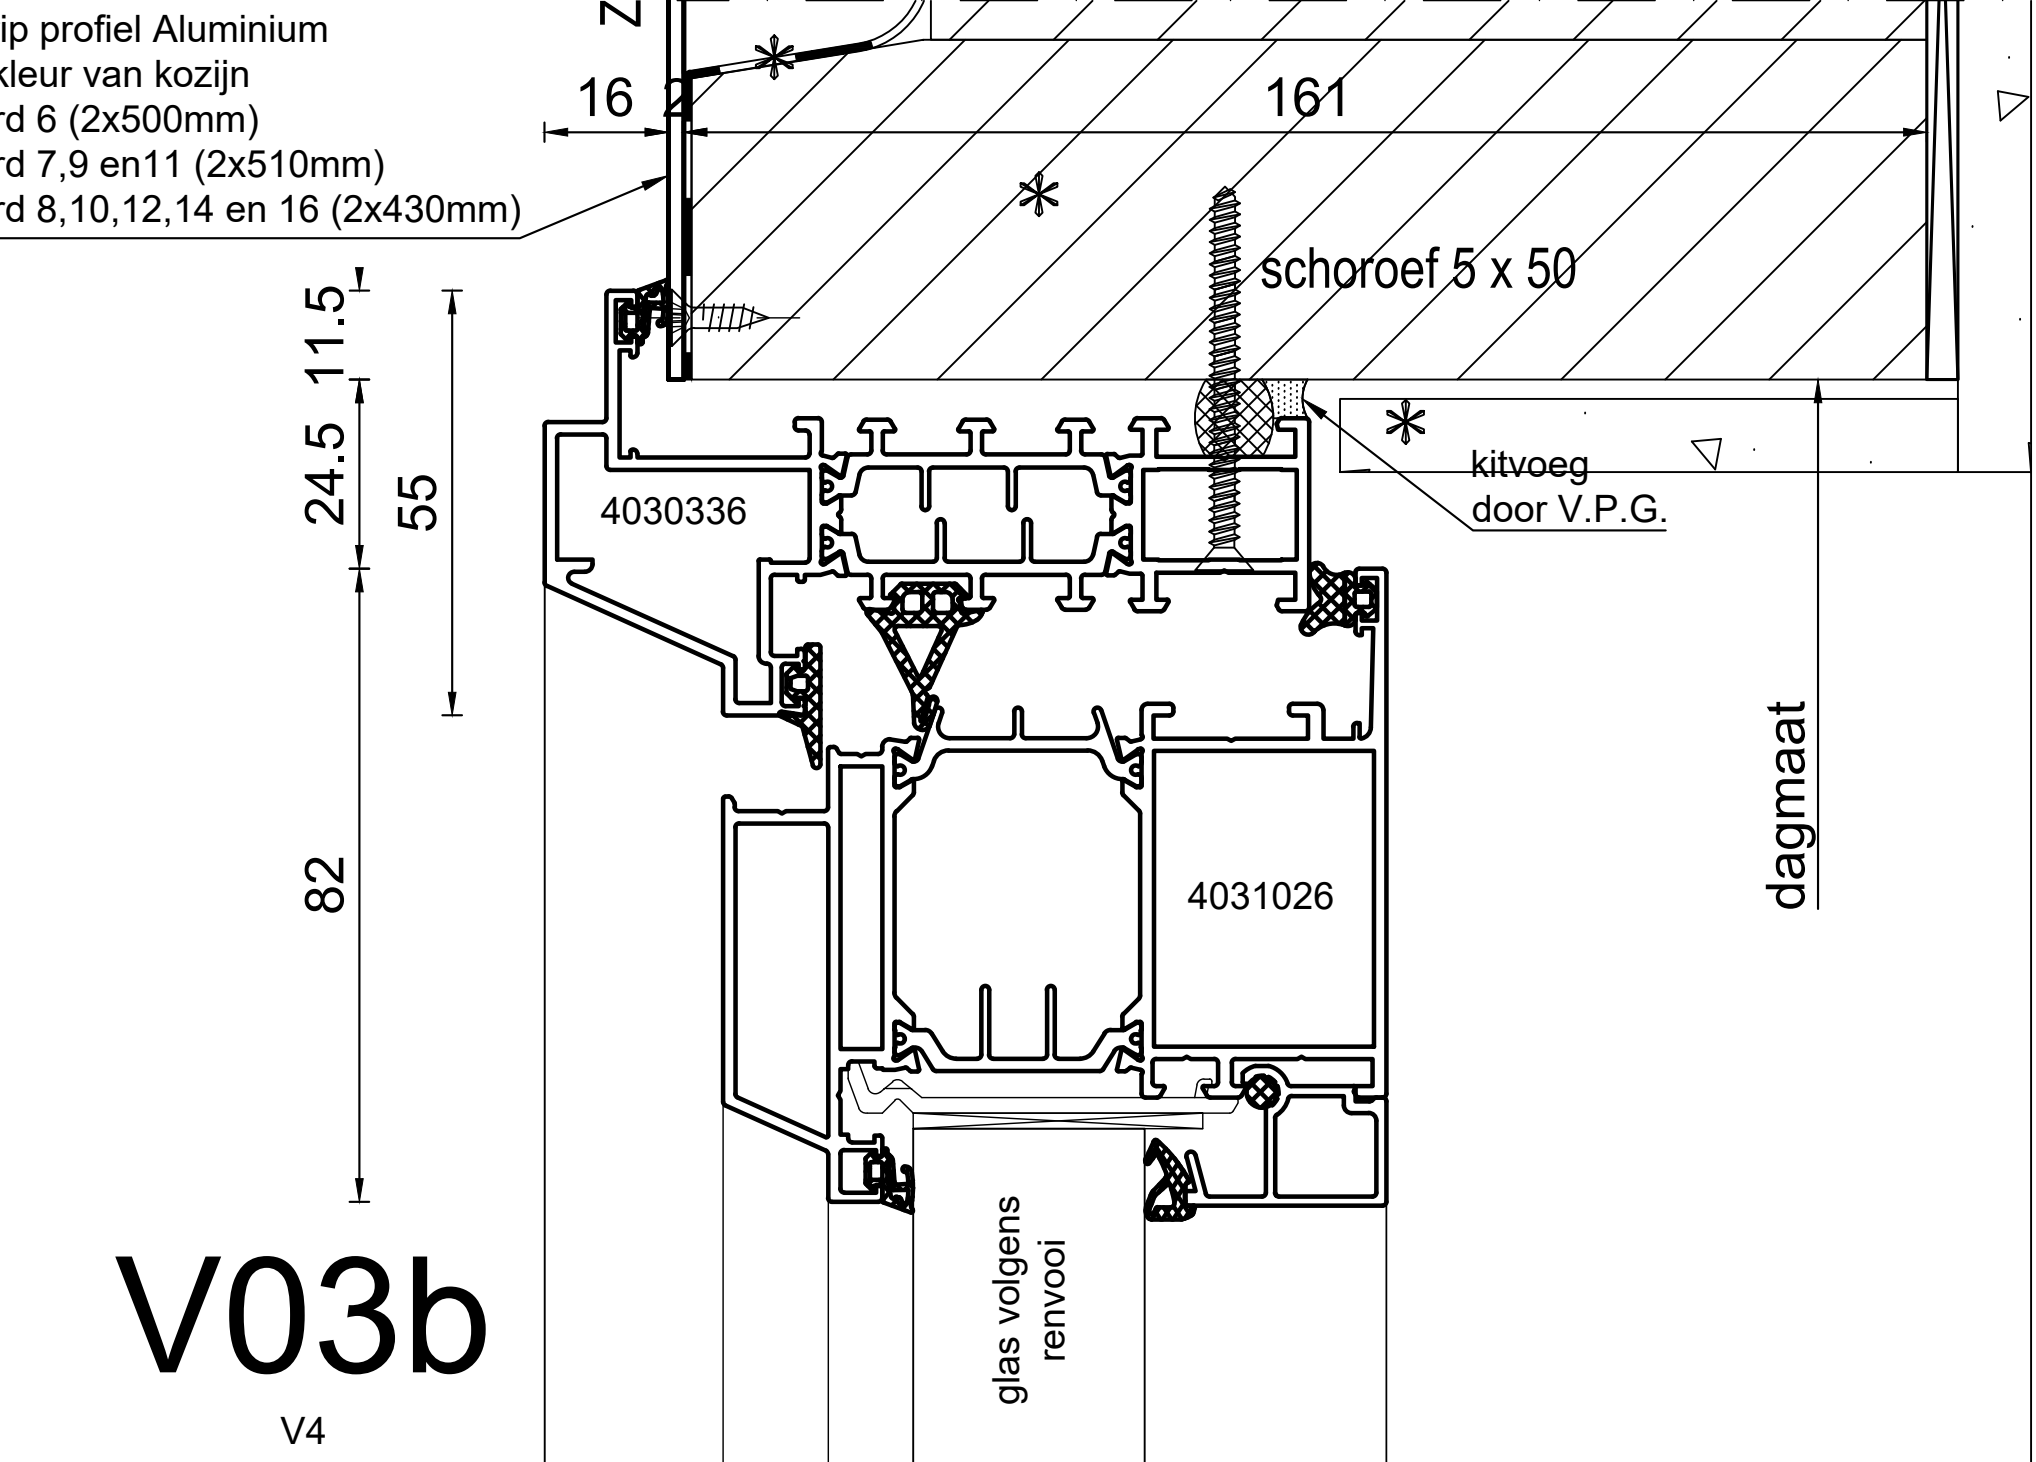 ip profiel Aluminium
kleur van kozijn
rd 6 (2x500mm)
rd 7,9 en11 (2x510mm)
rd 8,10,12,14 en 16 (2x430mm)
Z
16
2
161
schoroef 5 x 50
11.5
24.5
55
82
4030336
kitvoeg
door V.P.G.
4031026
dagmaat
glas volgens
renvooi
V03b
V4